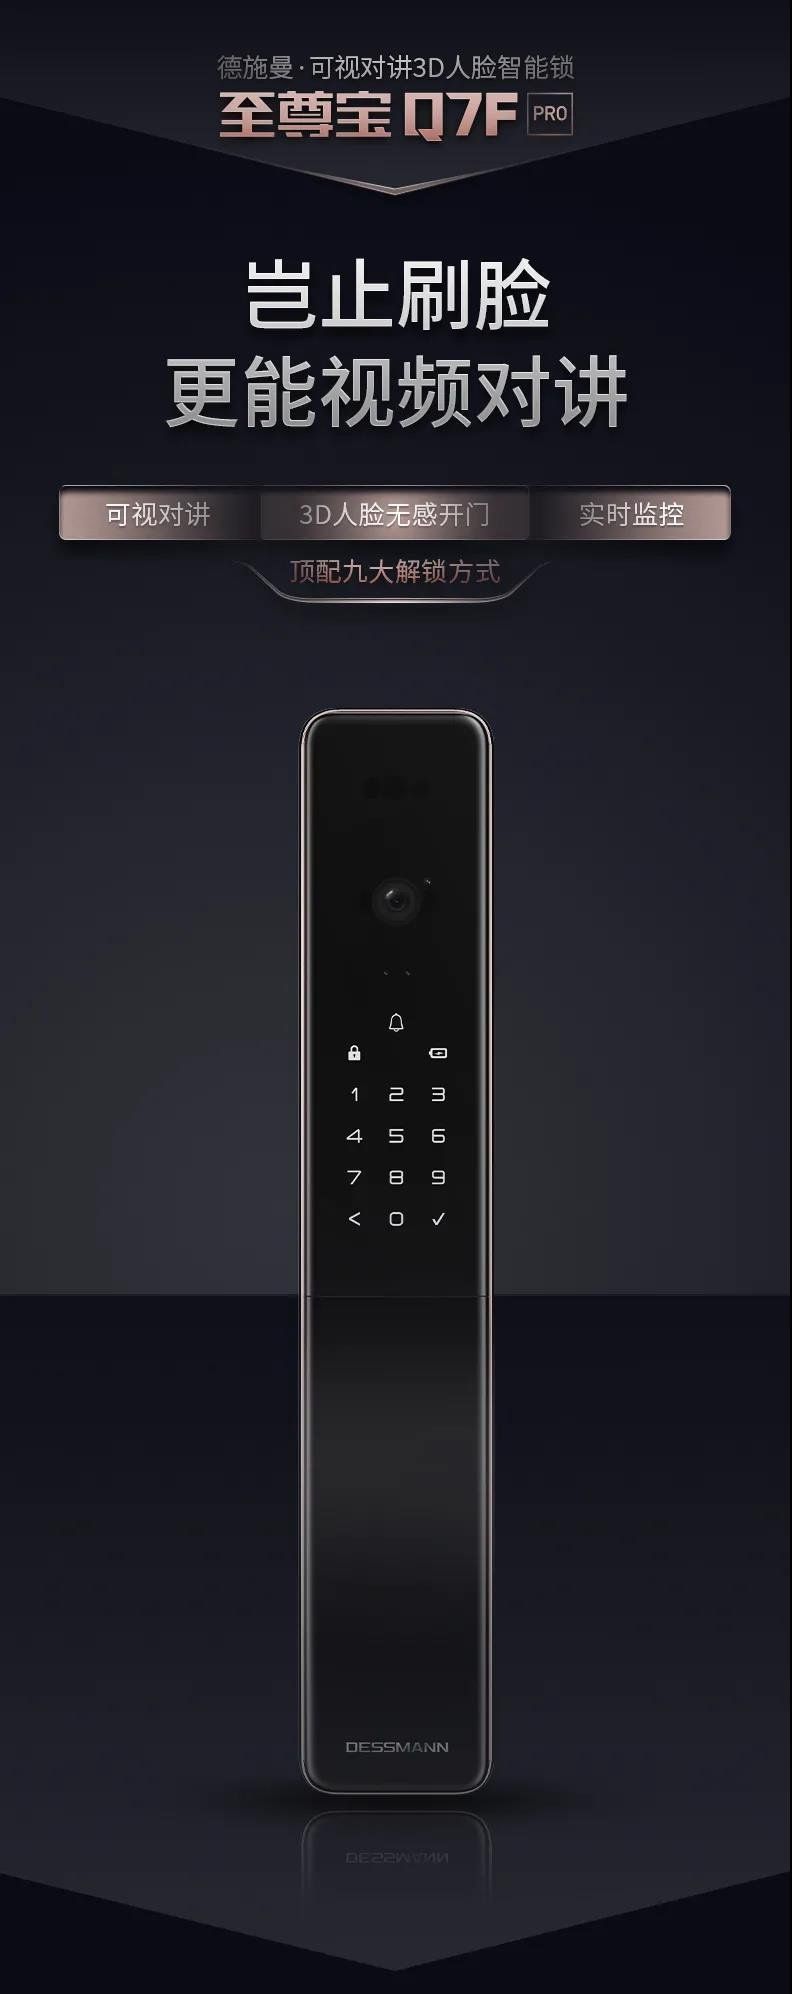 德施曼·可视对讲3D人脸智能锁
至尊宝 Q7F PRO
岂止刷脸
更能视频对讲
可视对讲 3D人脸无感开门 实时监控
顶配九大解锁方式
1 2 3
4 5 6
7 8 9
< 0 ✓
DESSMANN